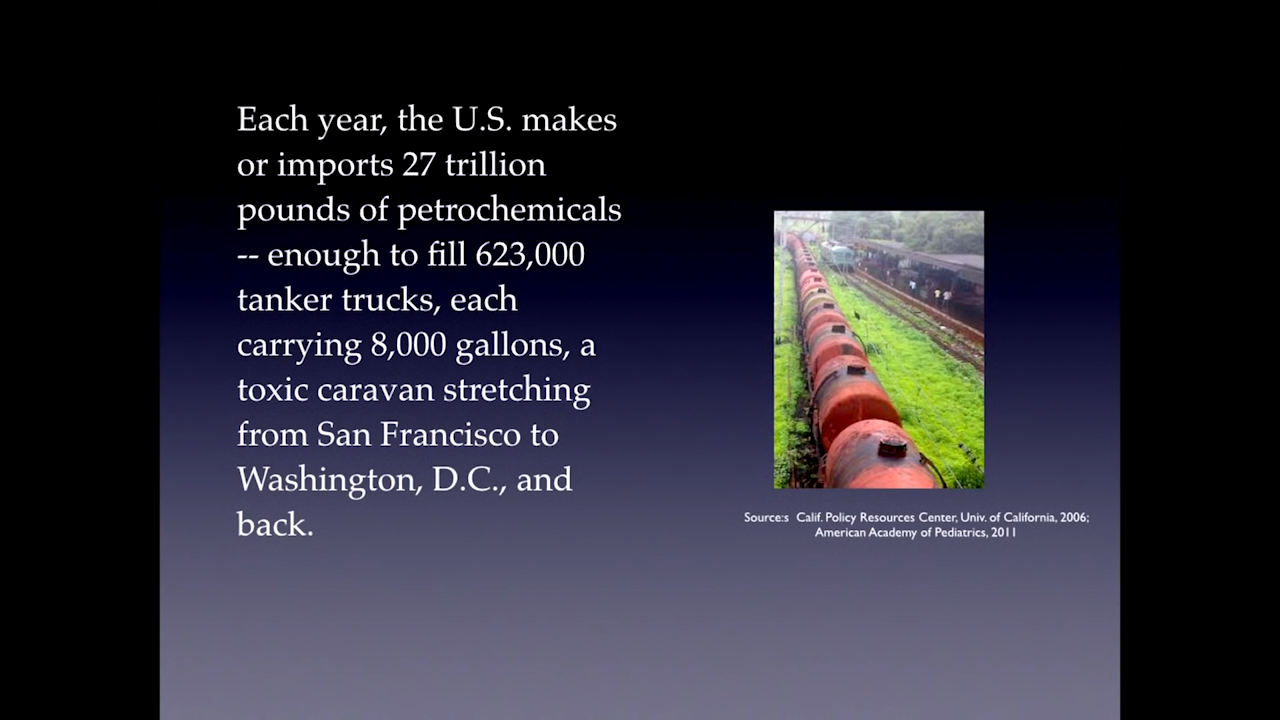 Each year, the U.S. makes
or imports 27 trillion
pounds of petrochemicals
-- enough to fill 623,000
tanker trucks, each
carrying 8,000 gallons, a
toxic caravan stretching
from San Francisco to
Washington, D.C., and
back.
Source:s Calif. Policy Resources Center, Univ. of California, 2006;
American Academy of Pediatrics, 2011